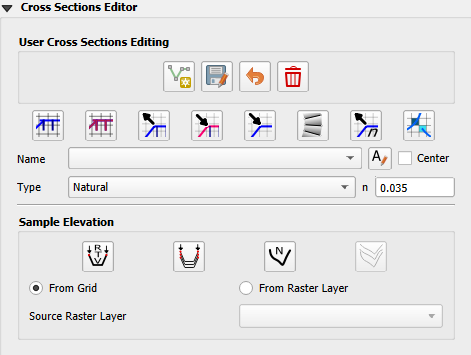 Cross Sections Editor
User Cross Sections Editing
n
Name
A
Center
Type Natural n 0.035
Sample Elevation
R T V
N
From Grid From Raster Layer
Source Raster Layer